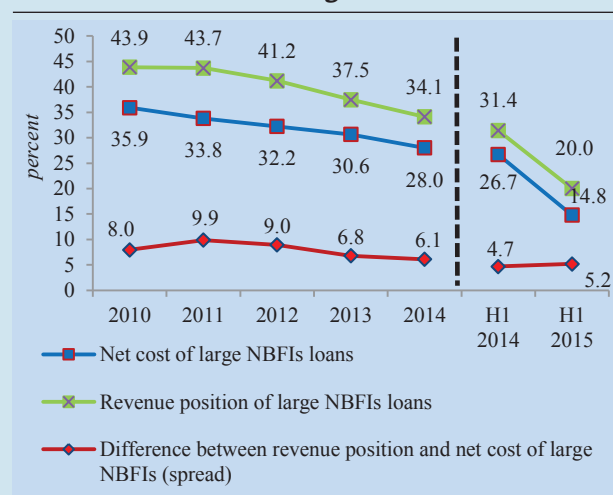 50
45
40
35
30
25
20
15
10
5
0
percent
43.9 43.7 41.2 37.5 34.1 31.4 20.0
35.9 33.8 32.2 30.6 28.0 26.7 14.8
8.0 9.9 9.0 6.8 6.1 4.7 5.2
2010 2011 2012 2013 2014 H1 2014 H1 2015
Net cost of large NBFIs loans
Revenue position of large NBFIs loans
Difference between revenue position and net cost of large
NBFIs (spread)